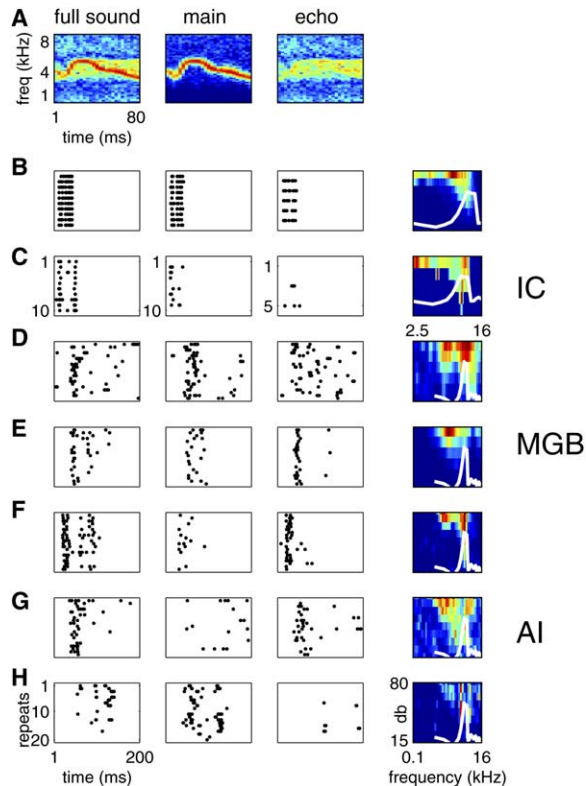 A full sound main echo
freq (kHz)
8
4
1
1 80
time (ms)
B
C
1
10
1
10
1
5
2.5 16
IC
D
E
MGB
F
G
AI
H
repeats
1
10
20
1 200
time (ms)
db
80
15
0.1 16
frequency (kHz)